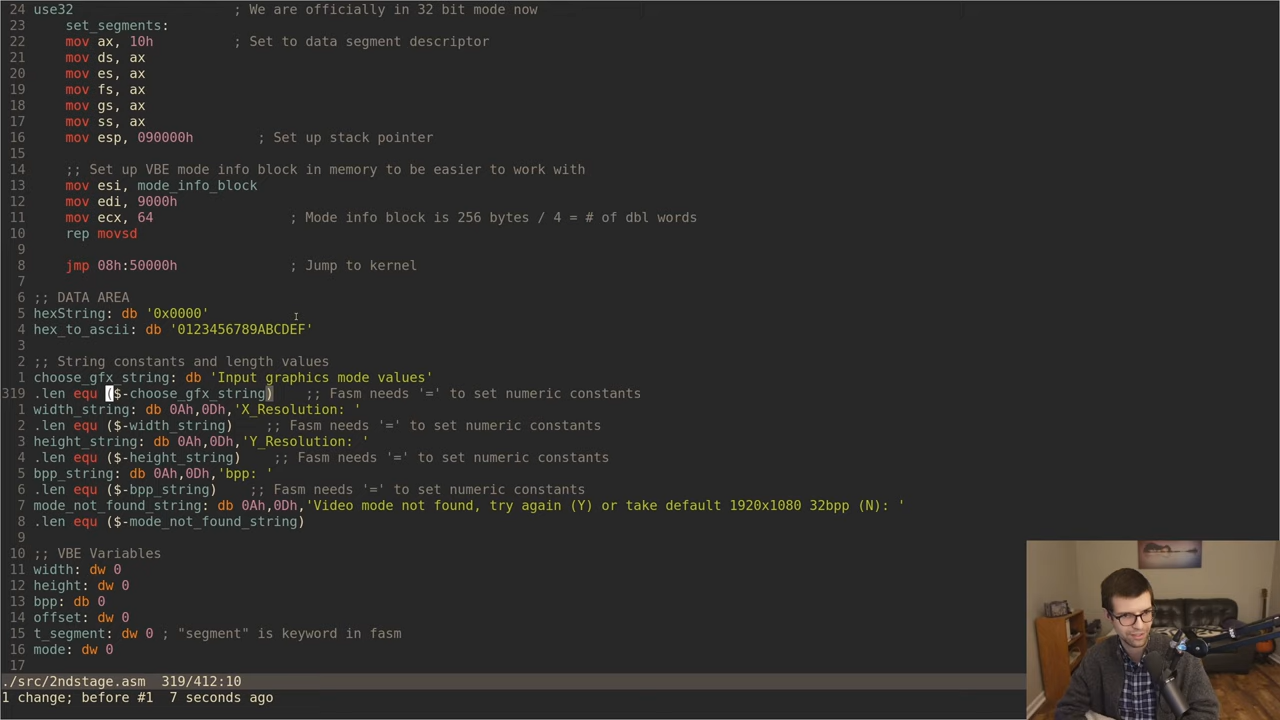 24 use32 ; We are officially in 32 bit mode now
23 set_segments:
22 mov ax, 10h ; Set to data segment descriptor
21 mov ds, ax
20 mov es, ax
19 mov fs, ax
18 mov gs, ax
17 mov ss, ax
16 mov esp, 090000h ; Set up stack pointer
15
14 ;; Set up VBE mode info block in memory to be easier to work with
13 mov esi, mode_info_block
12 mov edi, 9000h
11 mov ecx, 64 ; Mode info block is 256 bytes / 4 = # of dbl words
10 rep movsd
9
8 jmp 08h:50000h ; Jump to kernel
7
6 ;; DATA AREA
5 hexString: db '0x0000'
4 hex_to_ascii: db '0123456789ABCDEF'
3
2 ;; String constants and length values
1 choose_gfx_string: db 'Input graphics mode values'
319 .len equ ($-choose_gfx_string) ;; Fasm needs '=' to set numeric constants
1 width_string: db 0Ah,0Dh,'X_Resolution: '
2 .len equ ($-width_string) ;; Fasm needs '=' to set numeric constants
3 height_string: db 0Ah,0Dh,'Y_Resolution: '
4 .len equ ($-height_string) ;; Fasm needs '=' to set numeric constants
5 bpp_string: db 0Ah,0Dh,'bpp: '
6 .len equ ($-bpp_string) ;; Fasm needs '=' to set numeric constants
7 mode_not_found_string: db 0Ah,0Dh,'Video mode not found, try again (Y) or take default 1920x1080 32bpp (N): '
8 .len equ ($-mode_not_found_string)
9
10 ;; VBE Variables
11 width: dw 0
12 height: dw 0
13 bpp: db 0
14 offset: dw 0
15 t_segment: dw 0 ; "segment" is keyword in fasm
16 mode: dw 0
17
./src/2ndstage.asm 319/412:10
1 change; before #1 7 seconds ago